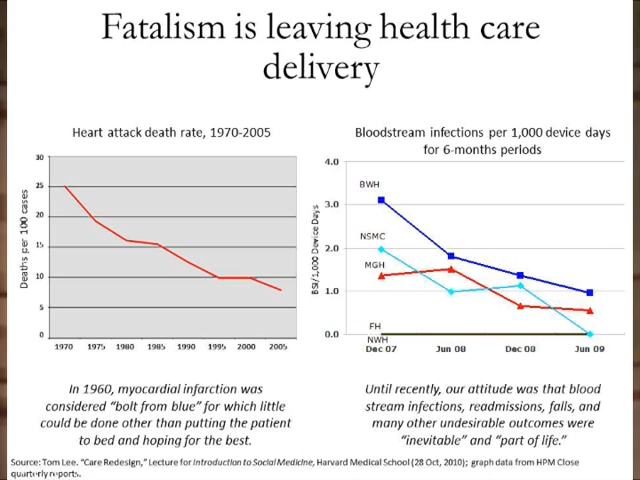 Fatalism is leaving health care
delivery
Heart attack death rate, 1970-2005
Deaths per 100 cases
30
25
20
15
10
5
0
1970 1975 1980 1985 1990 1995 2000 2005
In 1960, myocardial infarction was
considered “bolt from blue” for which little
could be done other than putting the patient
to bed and hoping for the best.
Bloodstream infections per 1,000 device days
for 6-months periods
BSI/1,000 Device Days
4.0
3.0
2.0
1.0
0.0
BWH
NSMC
MGH
FH
NWH
Dec 07 Jun 08 Dec 08 Jun 09
Until recently, our attitude was that blood
stream infections, readmissions, falls, and
many other undesirable outcomes were
“inevitable” and “part of life.”
Source: Tom Lee. “Care Redesign,” Lecture for Introduction to Social Medicine, Harvard Medical School (28 Oct, 2010); graph data from HPM Close
quarterly reports.